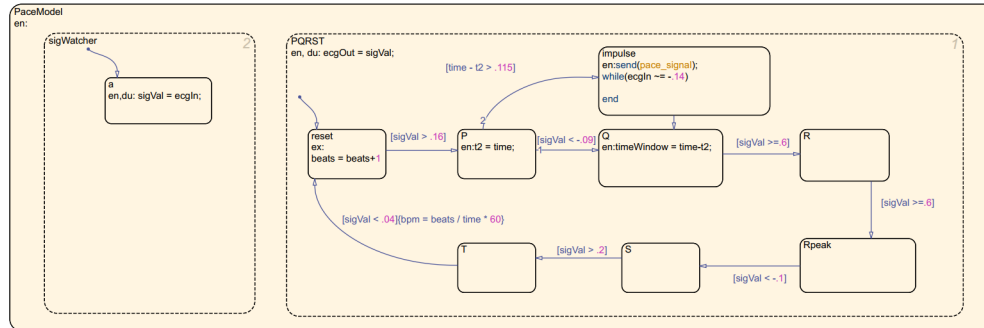 PaceModel
en:
sigWatcher
2
a
en,du: sigVal = ecgIn;
PQRST
1
en, du: ecgOut = sigVal;
[time - t2 > .115]
impulse
en:send(pace_signal);
while(ecgIn ~= -.14)
end
2
reset
ex:
beats = beats+1
[sigVal > .16]
P
en:t2 = time;
[sigVal < -.09]
1
Q
en:timeWindow = time-t2;
[sigVal >=.6]
R
[sigVal >=.6]
[sigVal < .04]{bpm = beats / time * 60}
T
[sigVal > .2]
S
[sigVal < -.1]
Rpeak